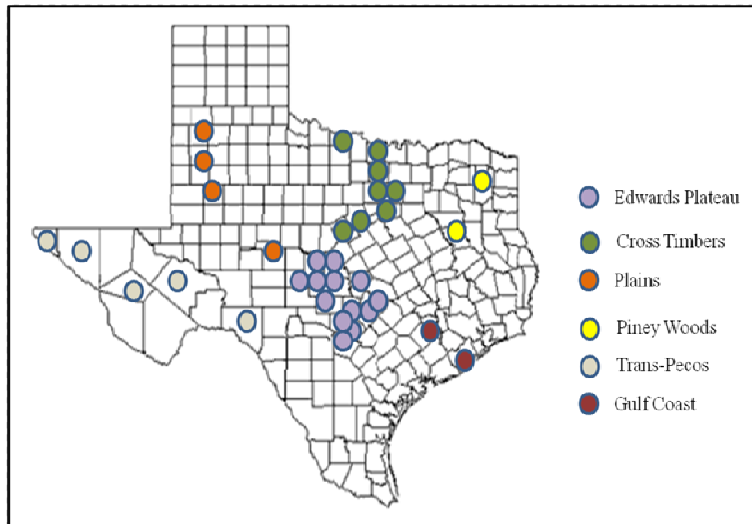 Edwards Plateau
Cross Timbers
Plains
Piney Woods
Trans-Pecos
Gulf Coast